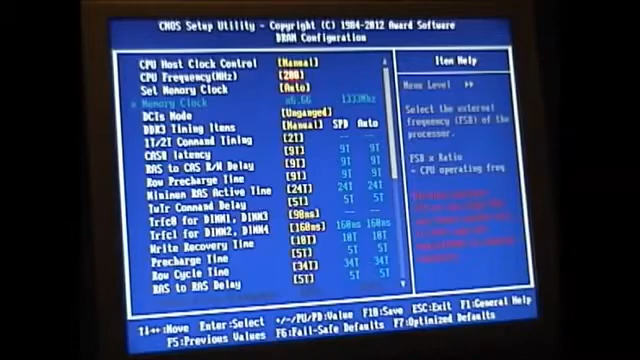 CMOS Setup Utility - Copyright (C) 1984-2012 Award Software
DRAM Configuration
CPU Host Clock Control [Manual]
CPU Frequency(MHz) [200]
Set Memory Clock [Auto]
x Memory Clock x6.66 1333Mhz
DCTs Mode [Unganged]
DDR3 Timing Items [Manual] SPD Auto
1T/2T Command Timing [2T] -- --
CAS# latency [9T] 9T 9T
RAS to CAS R/W Delay [9T] 9T 9T
Row Precharge Time [9T] 9T 9T
Minimum RAS Active Time [24T] 24T 24T
TwTr Command Delay [5T] 5T 5T
Trfc0 for DIMM1, DIMM3 [90ns] -- --
Trfc1 for DIMM2, DIMM4 [160ns] 160ns 160ns
Write Recovery Time [10T] 10T 10T
Precharge Time [5T] 5T 5T
Row Cycle Time [34T] 34T 34T
RAS to RAS Delay [5T] 5T 5T
Item Help
Menu Level ►►
Select the external
frequency (FSB) of the
processor.
FSB x Ratio
= CPU operating freq
↑↓→←:Move Enter:Select +/-/PU/PD:Value F10:Save ESC:Exit F1:General Help
F5:Previous Values F6:Fail-Safe Defaults F7:Optimized Defaults